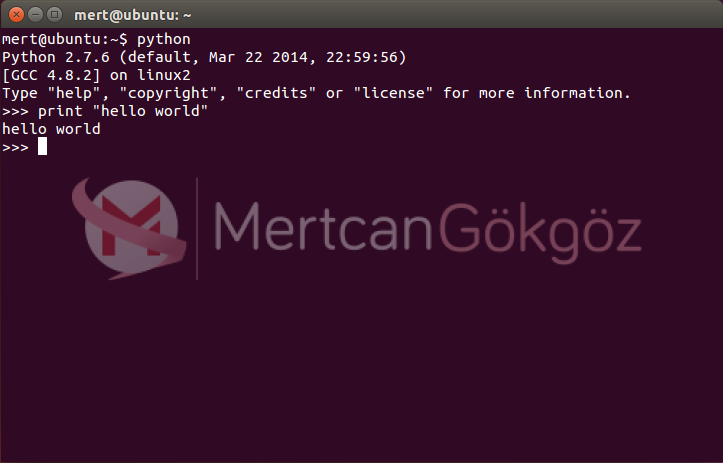 mert@ubuntu: ~
mert@ubuntu:~$ python
Python 2.7.6 (default, Mar 22 2014, 22:59:56)
[GCC 4.8.2] on linux2
Type "help", "copyright", "credits" or "license" for more information.
>>> print "hello world"
hello world
>>>
M MertcanGökgöz